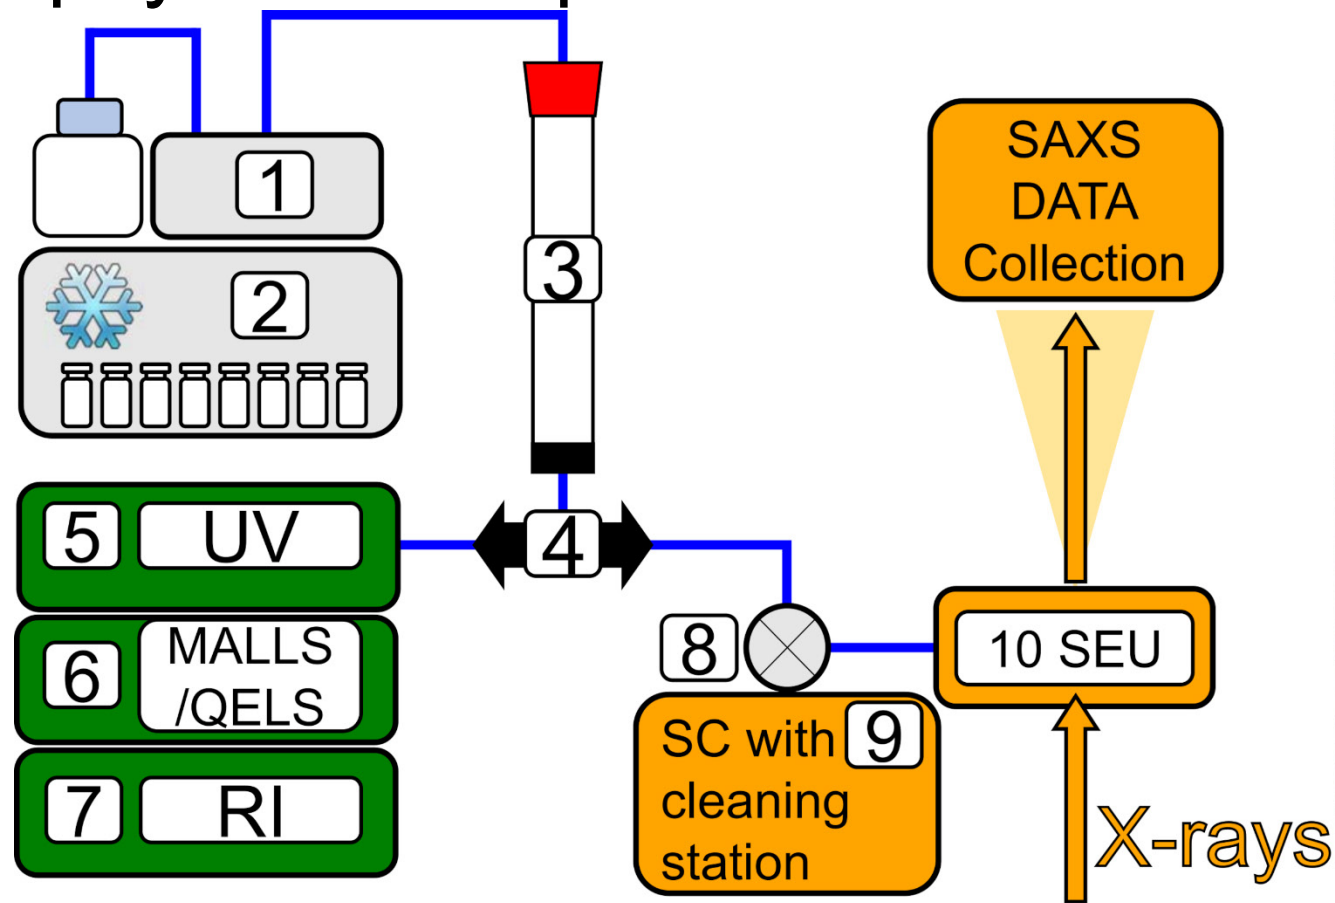 1
2
3
4
5 UV
6 MALLS
/QELS
7 RI
8
SC with 9
cleaning
station
10 SEU
SAXS
DATA
Collection
X-rays